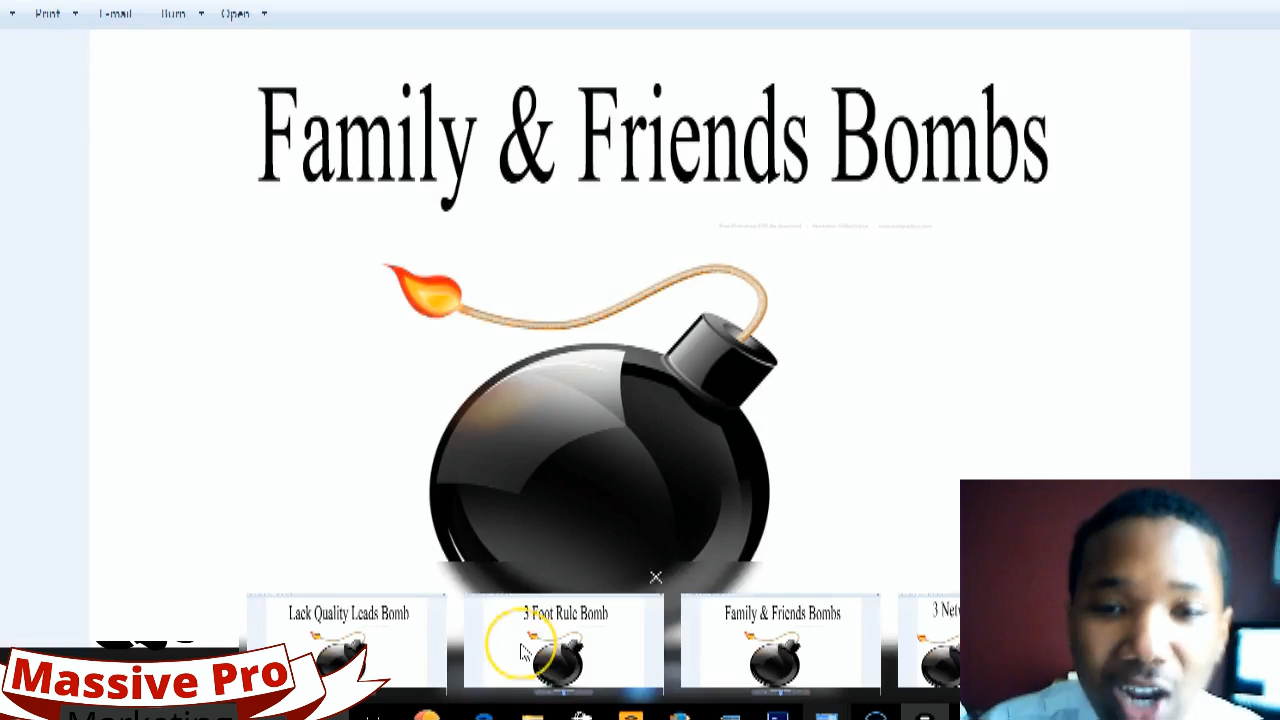 Print E-mail Burn Open
Family & Friends Bombs
Lack Quality Leads Bomb
3 Foot Rule Bomb
Family & Friends Bombs
Massive Pro
Marketing